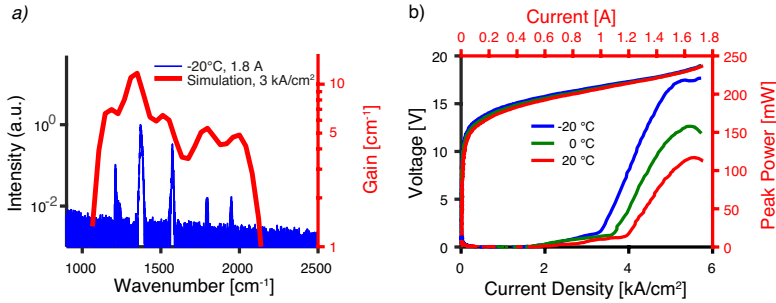 a)
-20°C, 1.8 A
Simulation, 3 kA/cm²
Intensity (a.u.)
10⁰
10⁻²
10
5
1
Gain [cm⁻¹]
1000 1500 2000 2500
Wavenumber [cm⁻¹]
b)
Current [A]
0 0.2 0.4 0.6 0.8 1 1.2 1.4 1.6 1.8
Voltage [V]
20
15
10
5
0
-20 °C
0 °C
20 °C
250
200
150
100
50
0
Peak Power [mW]
0 2 4 6
Current Density [kA/cm²]